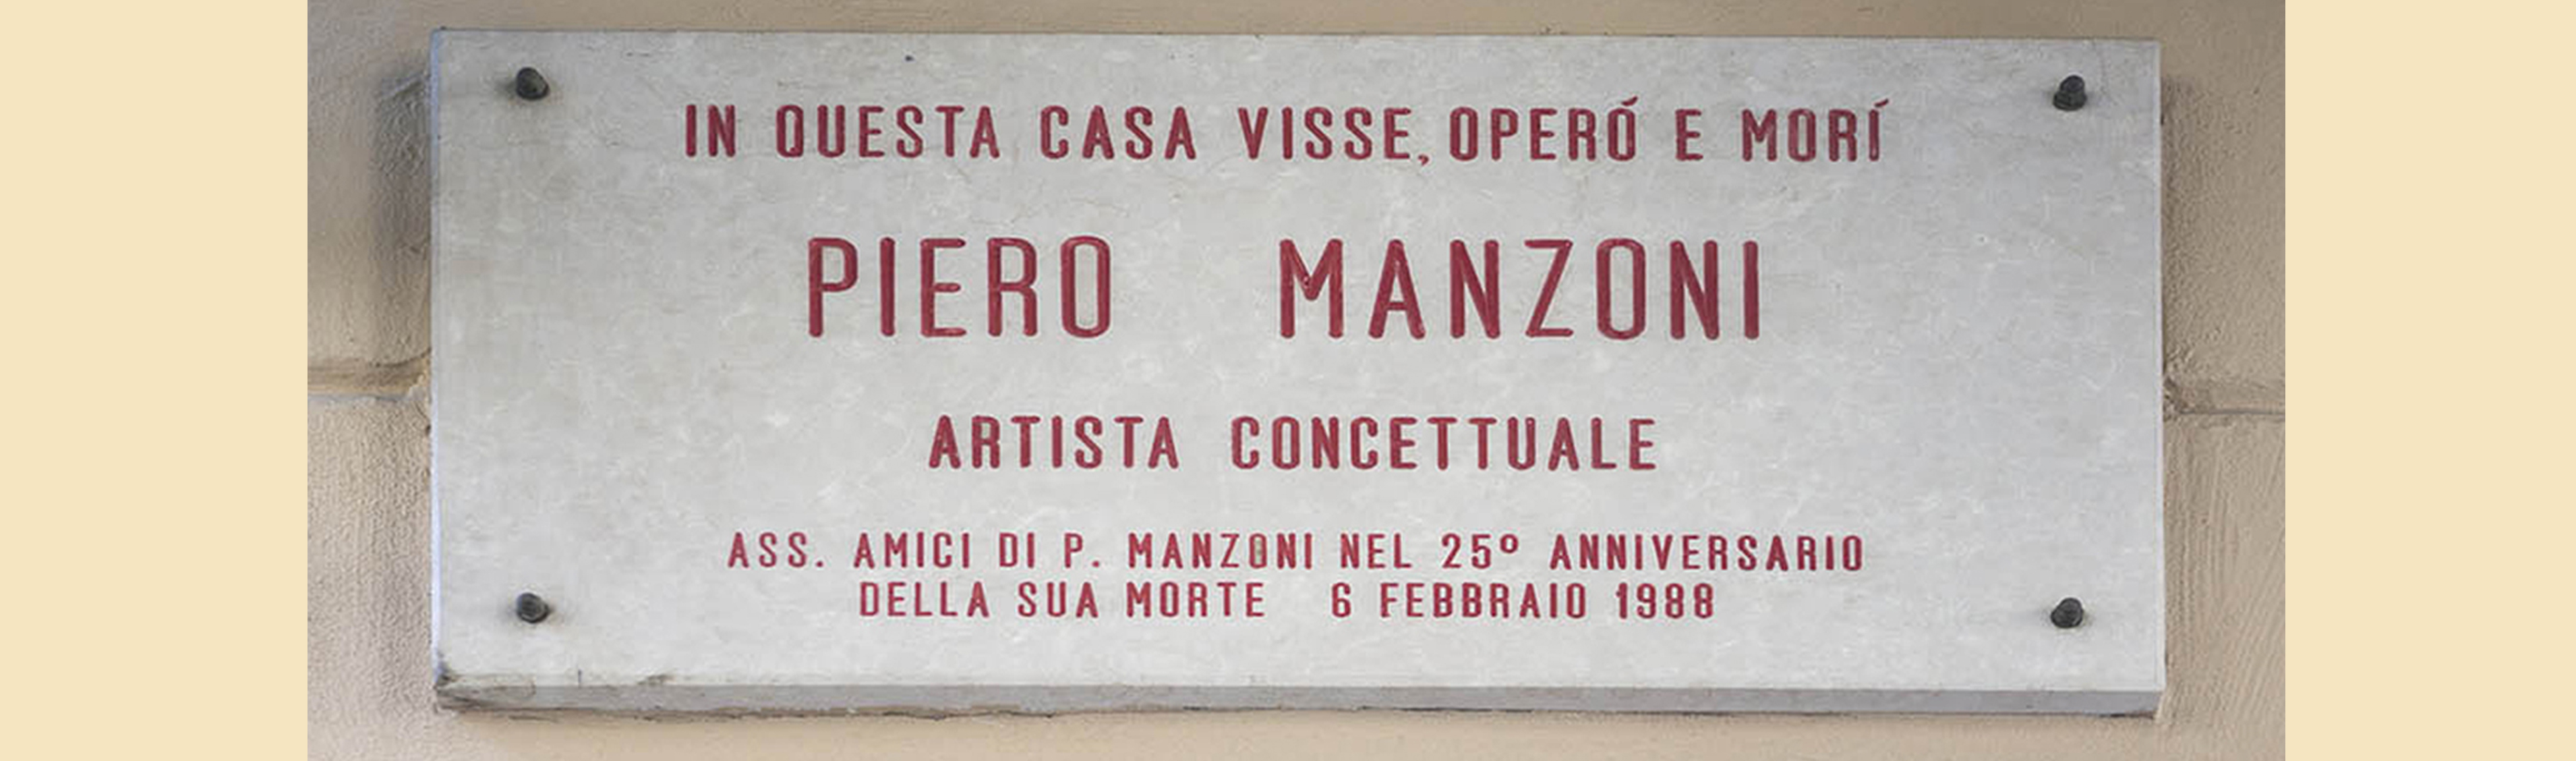 IN QUESTA CASA VISSE, OPERÓ E MORÍ
PIERO MANZONI
ARTISTA CONCETTUALE
ASS. AMICI DI P. MANZONI NEL 25º ANNIVERSARIO
DELLA SUA MORTE 6 FEBBRAIO 1988